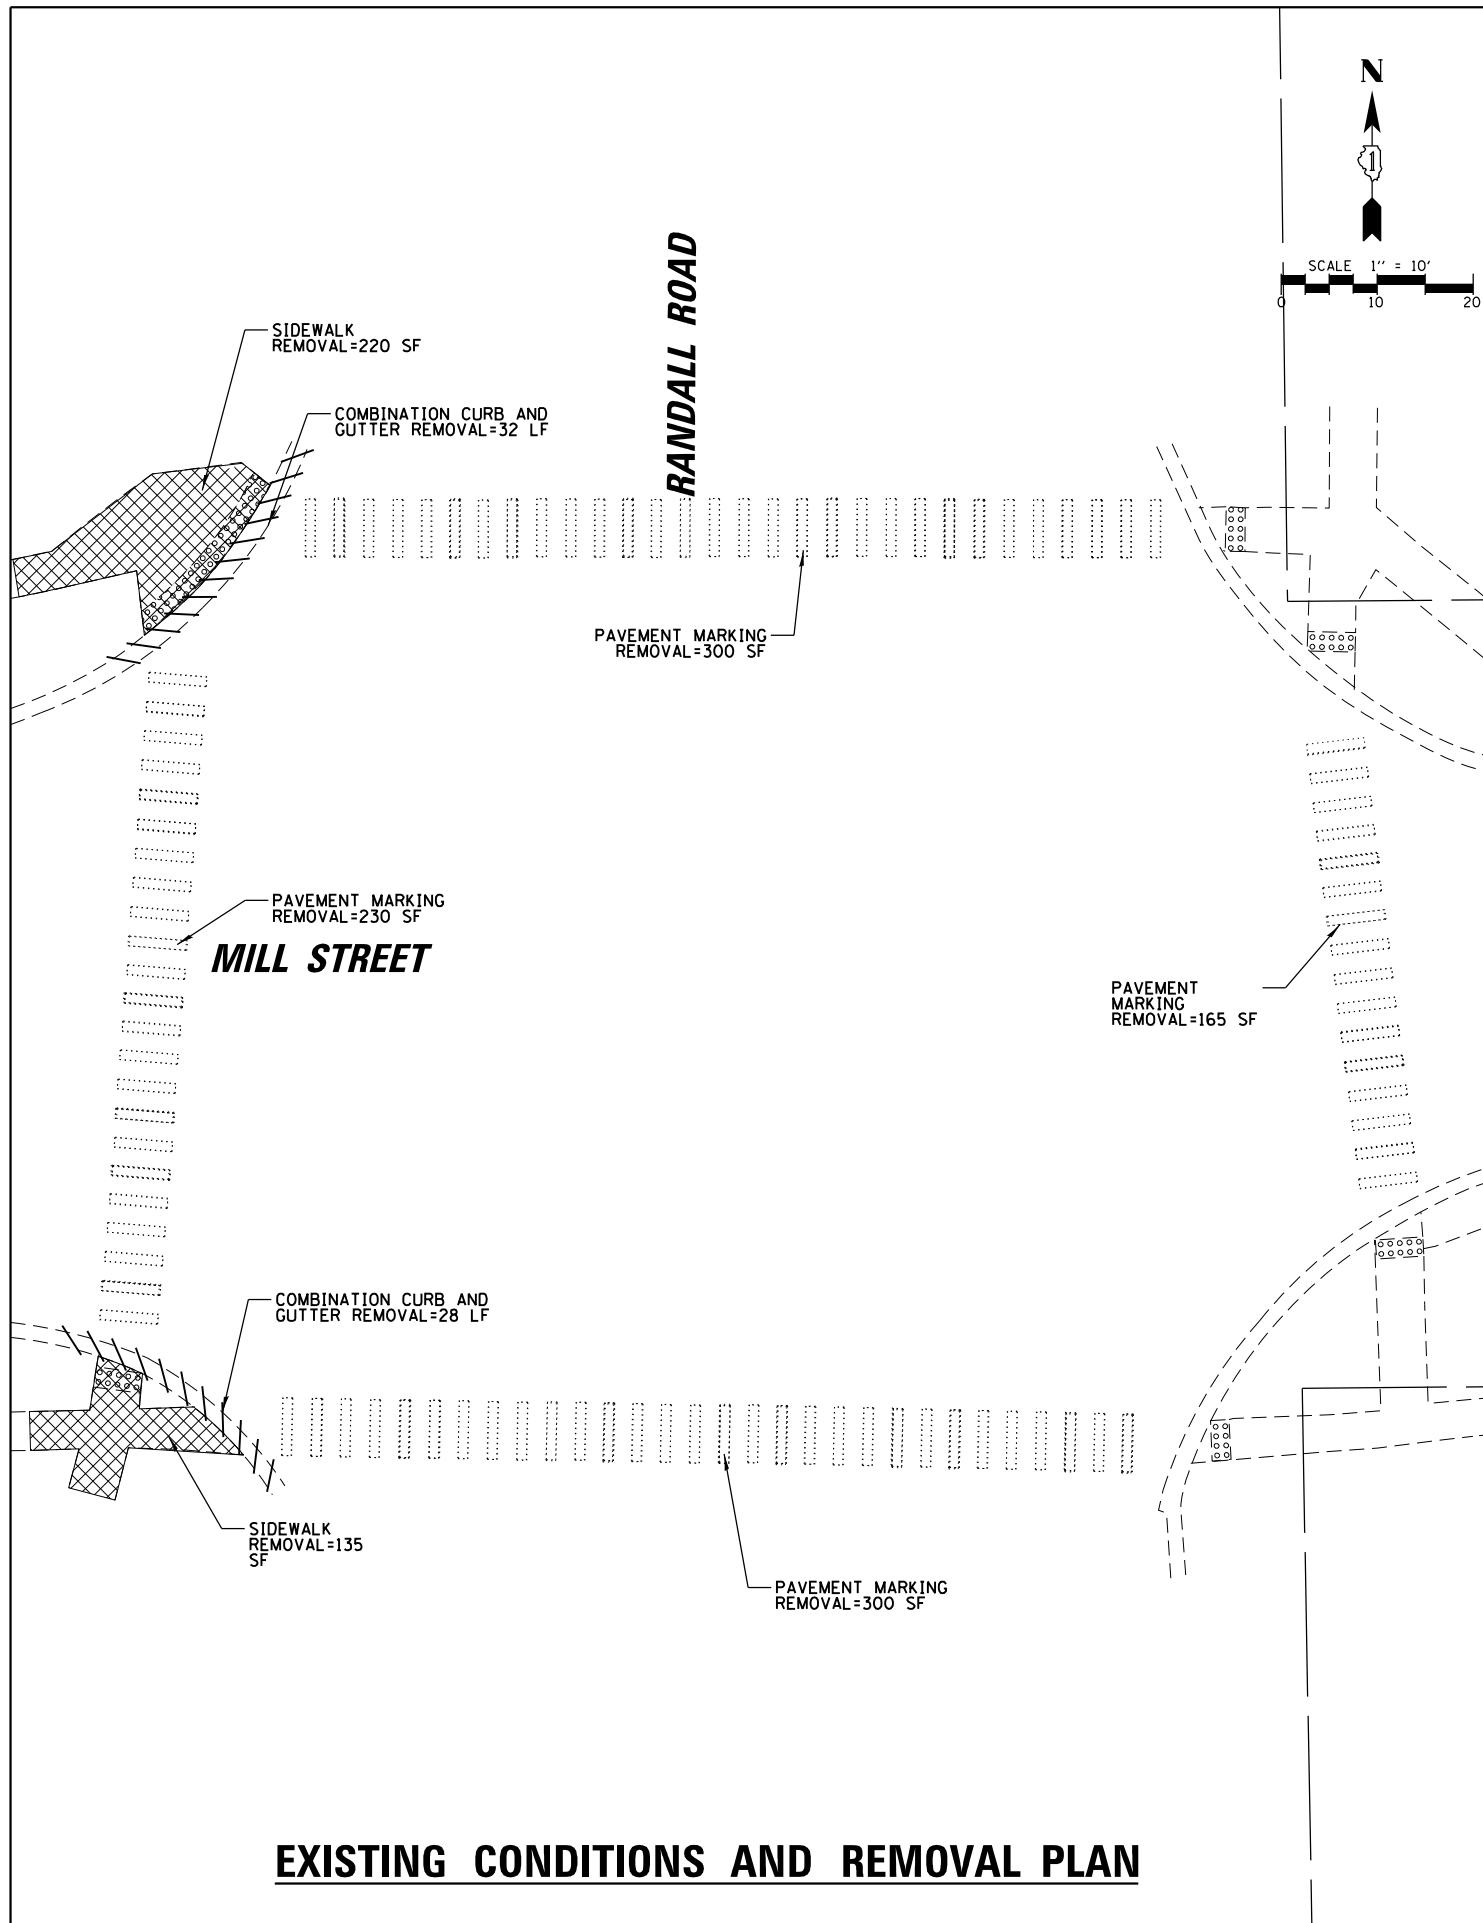 N
1
SCALE 1'' = 10'
0 10 20
RANDALL ROAD
SIDEWALK
REMOVAL=220 SF
COMBINATION CURB AND
GUTTER REMOVAL=32 LF
PAVEMENT MARKING
REMOVAL=300 SF
PAVEMENT MARKING
REMOVAL=230 SF
MILL STREET
PAVEMENT
MARKING
REMOVAL=165 SF
COMBINATION CURB AND
GUTTER REMOVAL=28 LF
SIDEWALK
REMOVAL=135
SF
PAVEMENT MARKING
REMOVAL=300 SF
EXISTING CONDITIONS AND REMOVAL PLAN